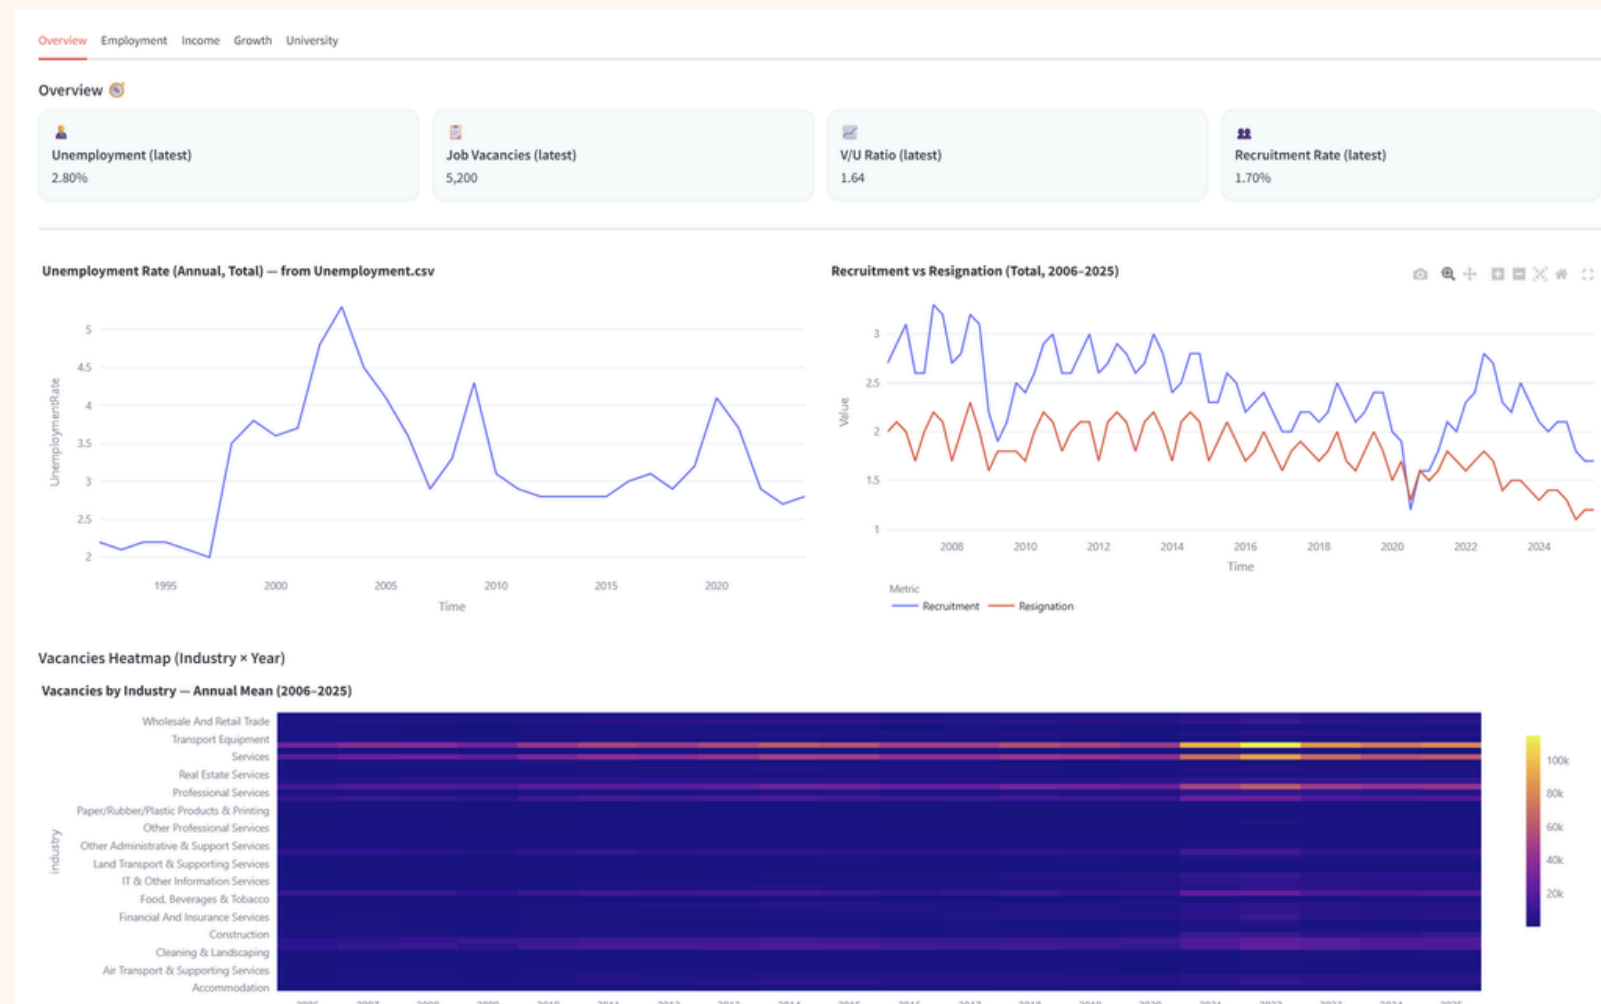 Overview Employment Income Growth University
Overview
Unemployment (latest)
2.80%
Job Vacancies (latest)
5,200
V/U Ratio (latest)
1.64
Recruitment Rate (latest)
1.70%
Unemployment Rate (Annual, Total) — from Unemployment.csv
5
4.5
4
3.5
3
2.5
2
UnemploymentRate
1995 2000 2005 2010 2015 2020
Time
Recruitment vs Resignation (Total, 2006–2025)
3
2.5
2
1.5
1
Value
2008 2010 2012 2014 2016 2018 2020 2022 2024
Time
Metric
Recruitment Resignation
Vacancies Heatmap (Industry × Year)
Vacancies by Industry — Annual Mean (2006–2025)
Wholesale And Retail Trade
Transport Equipment
Services
Real Estate Services
Professional Services
Paper/Rubber/Plastic Products & Printing
Other Professional Services
Other Administrative & Support Services
Land Transport & Supporting Services
IT & Other Information Services
Food, Beverages & Tobacco
Financial And Insurance Services
Construction
Cleaning & Landscaping
Air Transport & Supporting Services
Accommodation
industry
100k
80k
60k
40k
20k